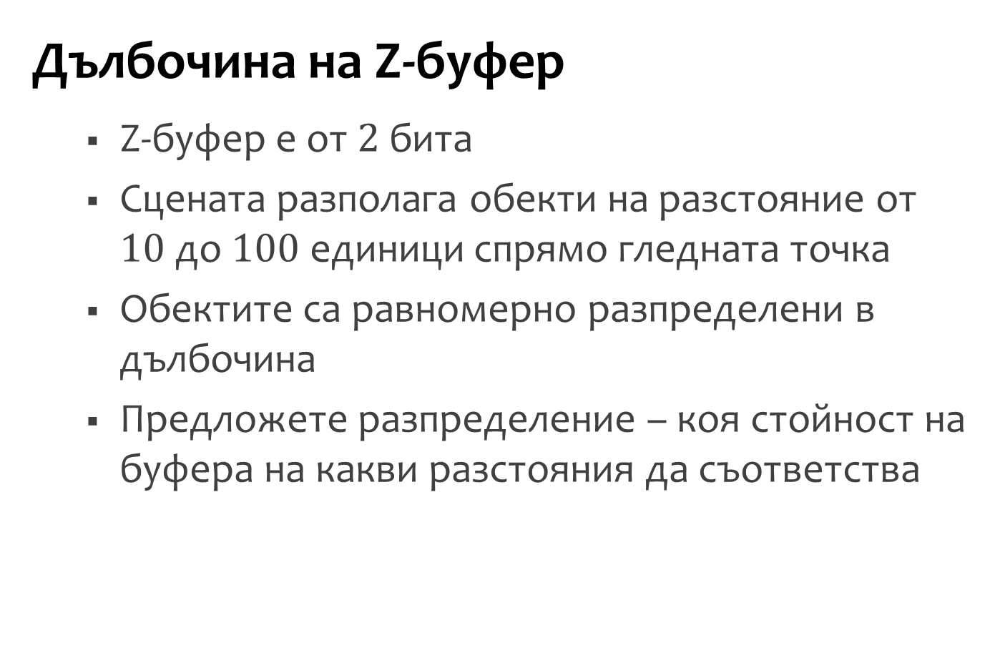 Дълбочина на Z-буфер
▪ Z-буфер е от 2 бита
▪ Сцената разполага обекти на разстояние от
10 до 100 единици спрямо гледната точка
▪ Обектите са равномерно разпределени в
дълбочина
▪ Предложете разпределение – коя стойност на
буфера на какви разстояния да съответства